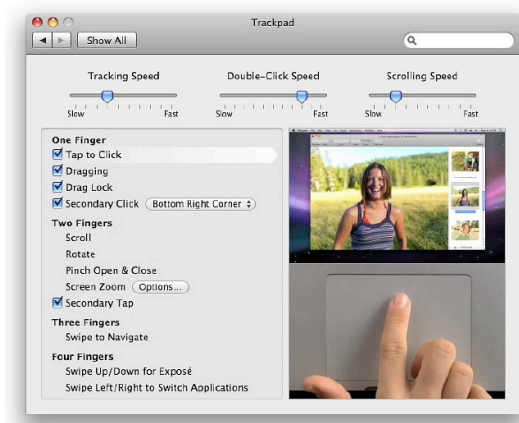 Trackpad
Show All
Tracking Speed Double-Click Speed Scrolling Speed
Slow Fast Slow Fast Slow Fast
One Finger
Tap to Click
Dragging
Drag Lock
Secondary Click Bottom Right Corner
Two Fingers
Scroll
Rotate
Pinch Open & Close
Screen Zoom Options...
Secondary Tap
Three Fingers
Swipe to Navigate
Four Fingers
Swipe Up/Down for Exposé
Swipe Left/Right to Switch Applications